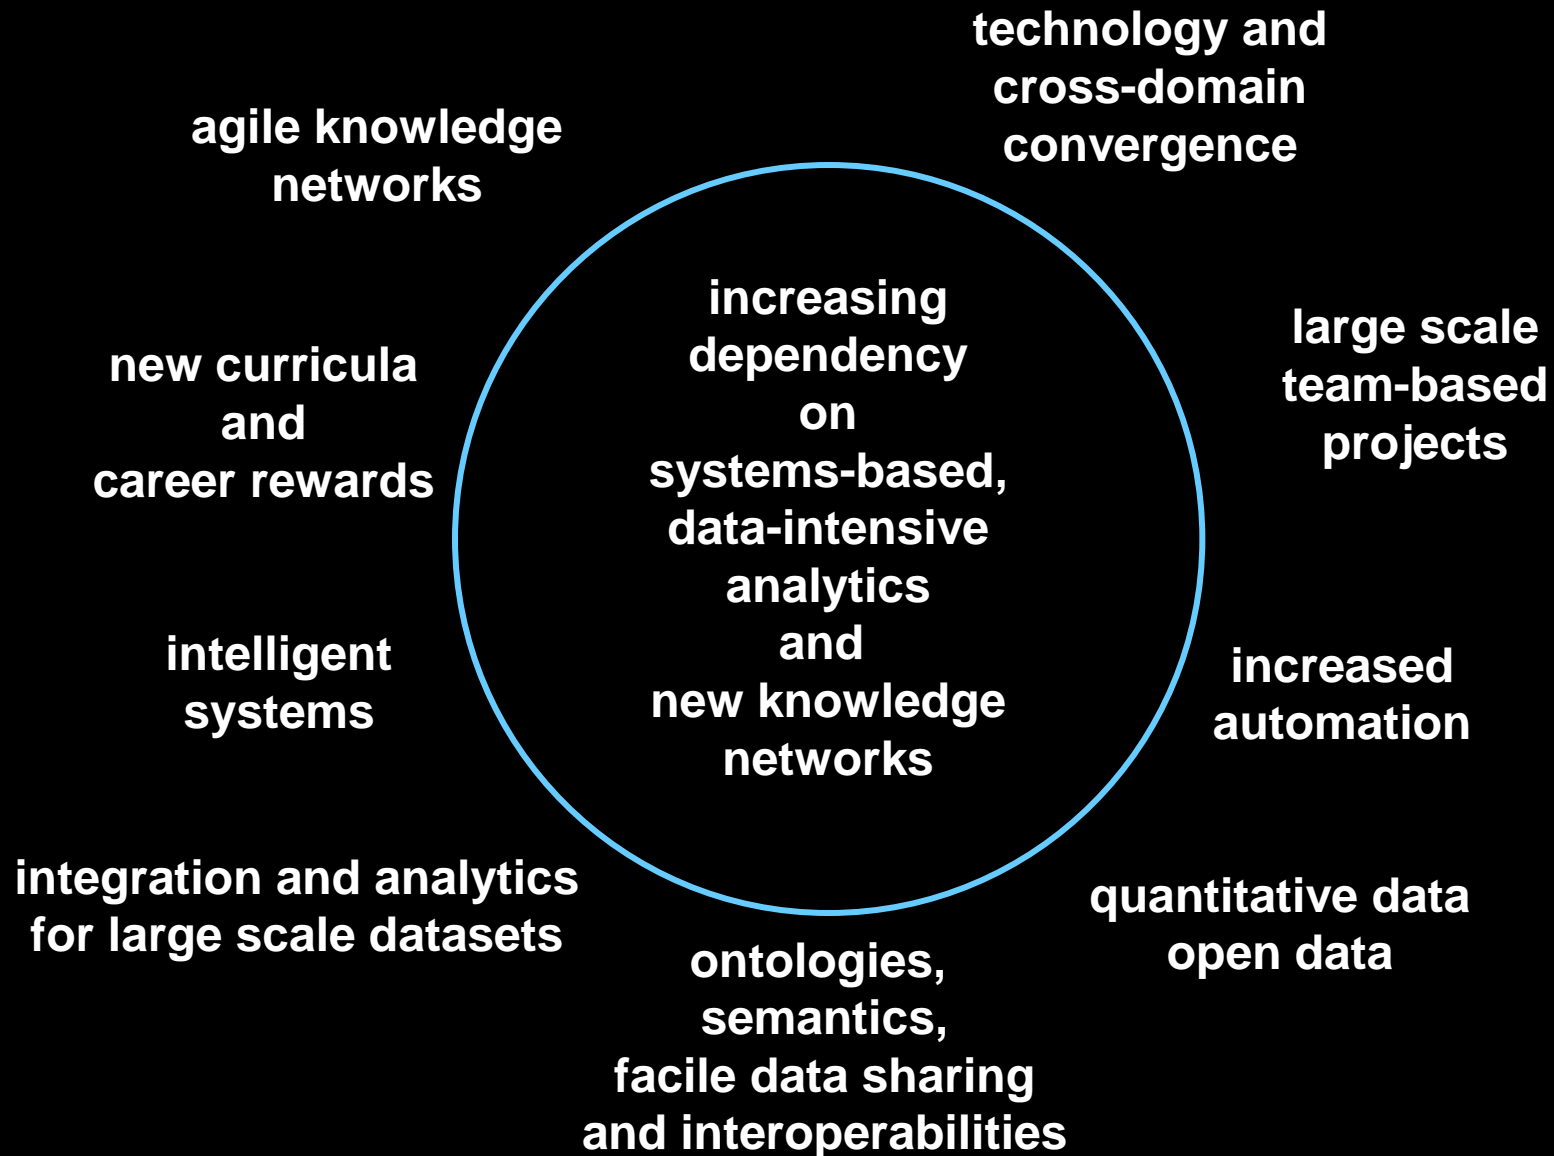 technology and
cross-domain
convergence
agile knowledge
networks
increasing
dependency
on
systems-based,
data-intensive
analytics
and
new knowledge
networks
large scale
team-based
projects
new curricula
and
career rewards
intelligent
systems
increased
automation
integration and analytics
for large scale datasets
quantitative data
open data
ontologies,
semantics,
facile data sharing
and interoperabilities